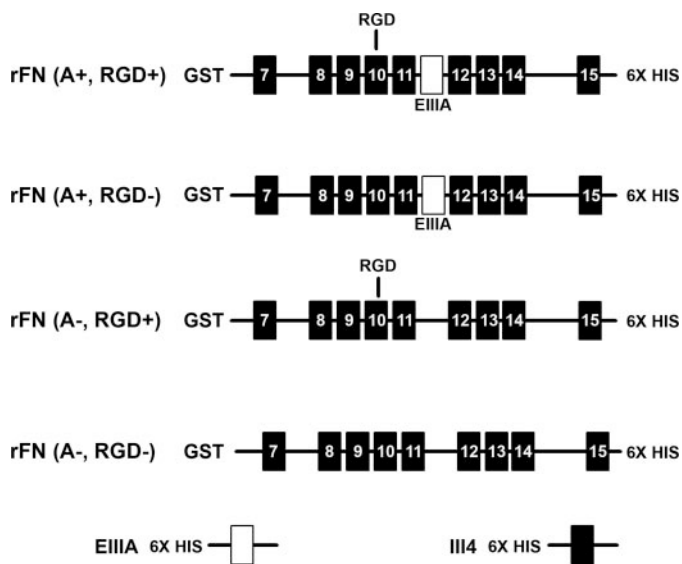 RGD
rFN (A+, RGD+) GST 7 8 9 10 11 12 13 14 15 6X HIS
EIIIA
rFN (A+, RGD-) GST 7 8 9 10 11 12 13 14 15 6X HIS
EIIIA
RGD
rFN (A-, RGD+) GST 7 8 9 10 11 12 13 14 15 6X HIS
rFN (A-, RGD-) GST 7 8 9 10 11 12 13 14 15 6X HIS
EIIIA 6X HIS III4 6X HIS